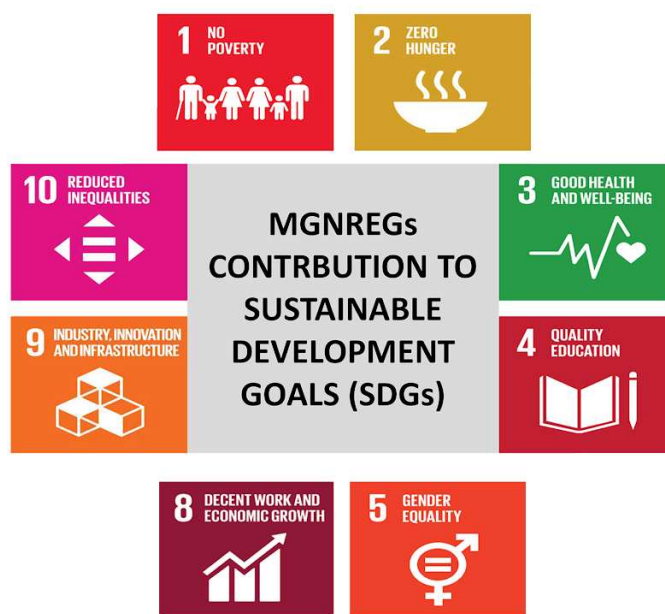 1 NO
POVERTY
2 ZERO
HUNGER
10 REDUCED
INEQUALITIES
MGNREGs
CONTRBUTION TO
SUSTAINABLE
DEVELOPMENT
GOALS (SDGs)
3 GOOD HEALTH
AND WELL-BEING
9 INDUSTRY, INNOVATION
AND INFRASTRUCTURE
4 QUALITY
EDUCATION
8 DECENT WORK AND
ECONOMIC GROWTH
5 GENDER
EQUALITY